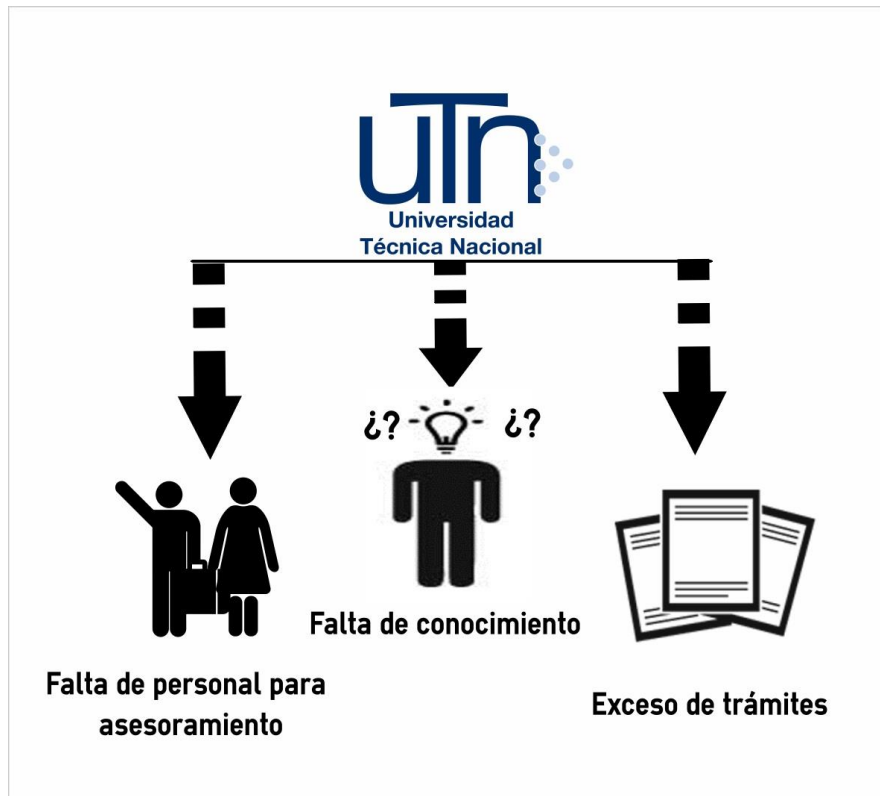 uTn
Universidad
Técnica Nacional
¿? ¿?
Falta de conocimiento
Falta de personal para
asesoramiento
Exceso de trámites